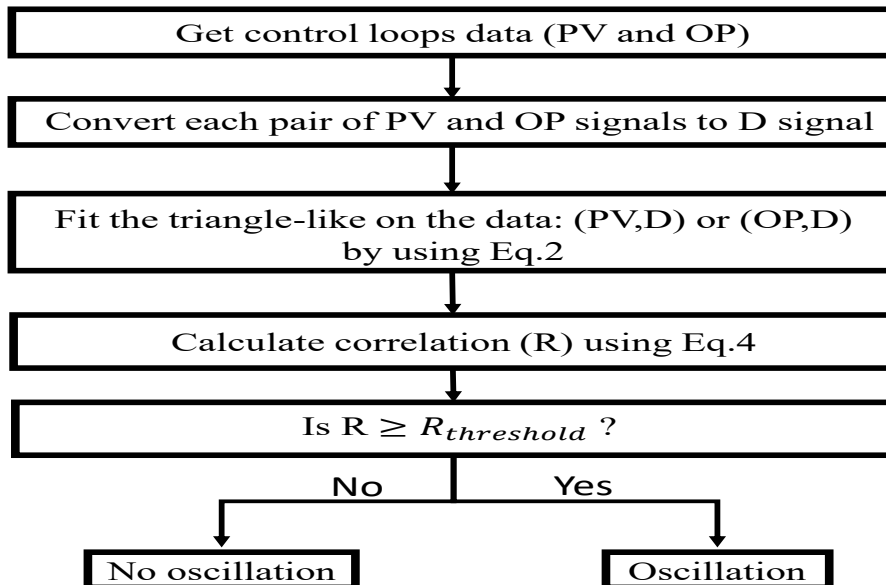 Get control loops data (PV and OP)
Convert each pair of PV and OP signals to D signal
Fit the triangle-like on the data: (PV,D) or (OP,D)
by using Eq.2
Calculate correlation (R) using Eq.4
Is R ≥ R_threshold ?
No
Yes
No oscillation
Oscillation